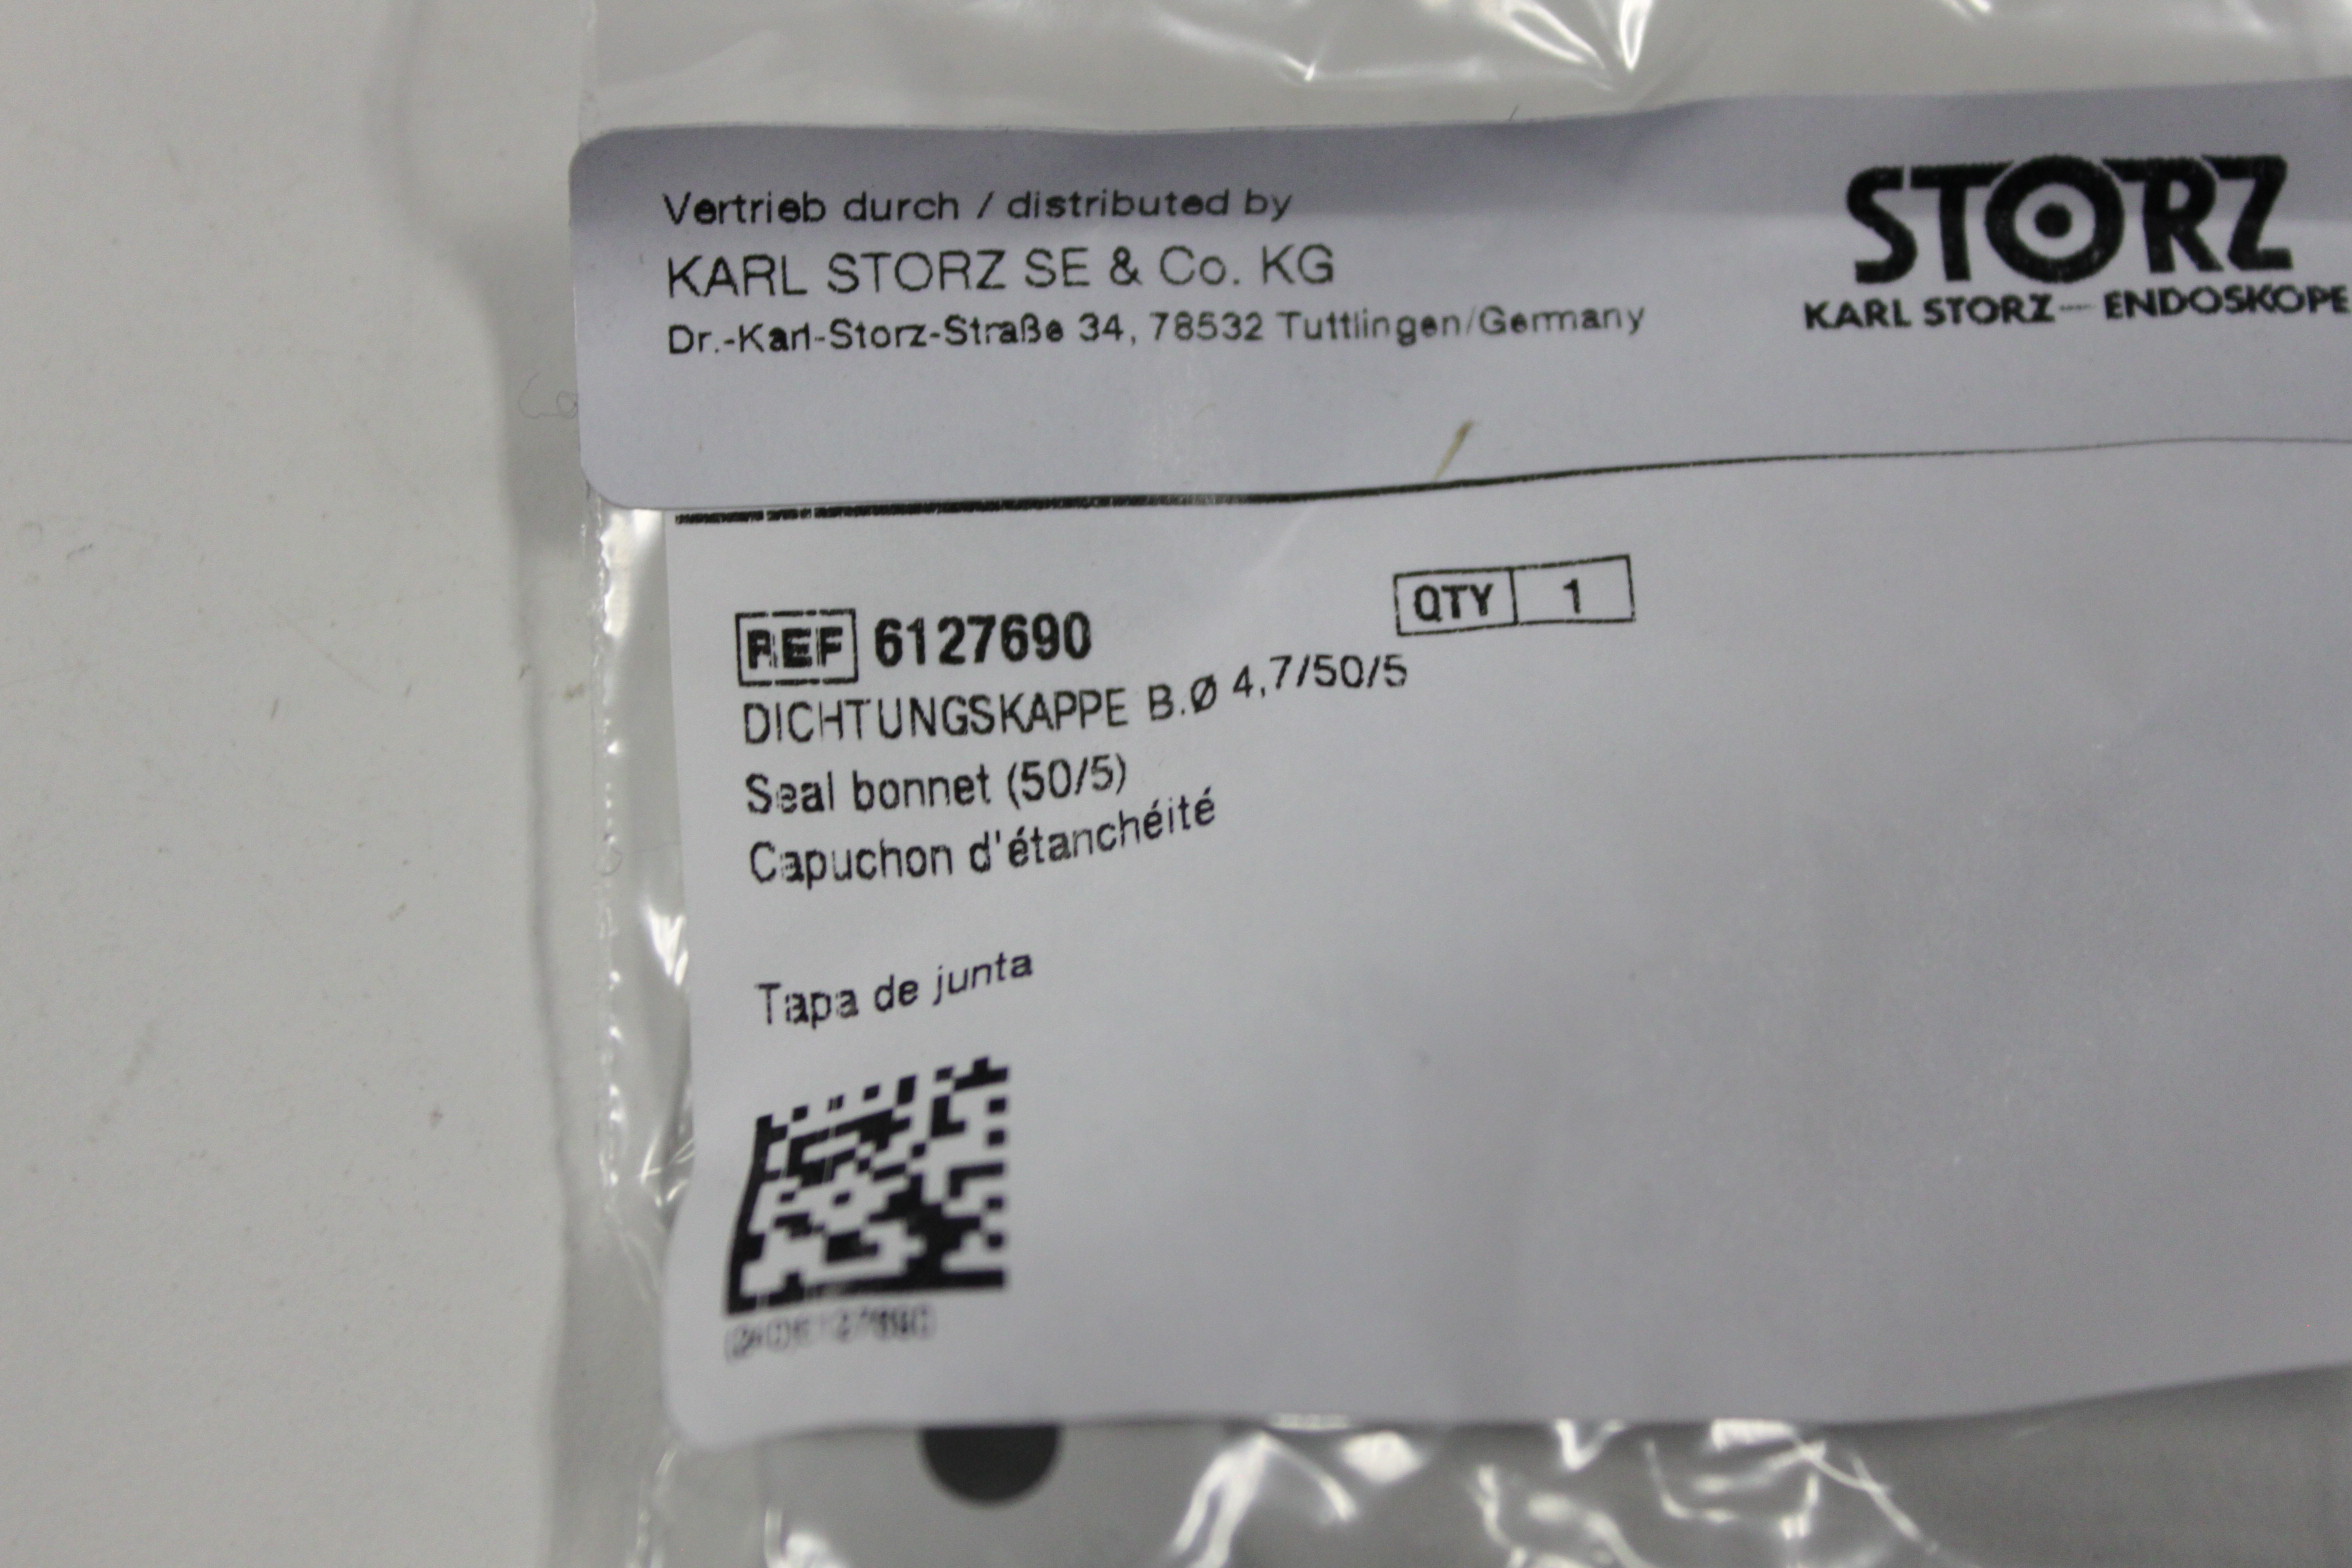 Vertrieb durch / distributed by
KARL STORZ SE & Co. KG
Dr.-Karl-Storz-Straße 34, 78532 Tuttlingen/Germany
STORZ
KARL STORZ — ENDOSKOPE
REF 6127690
QTY 1
DICHTUNGSKAPPE B.Ø 4,7/50/5
Seal bonnet (50/5)
Capuchon d'étanchéité
Tapa de junta